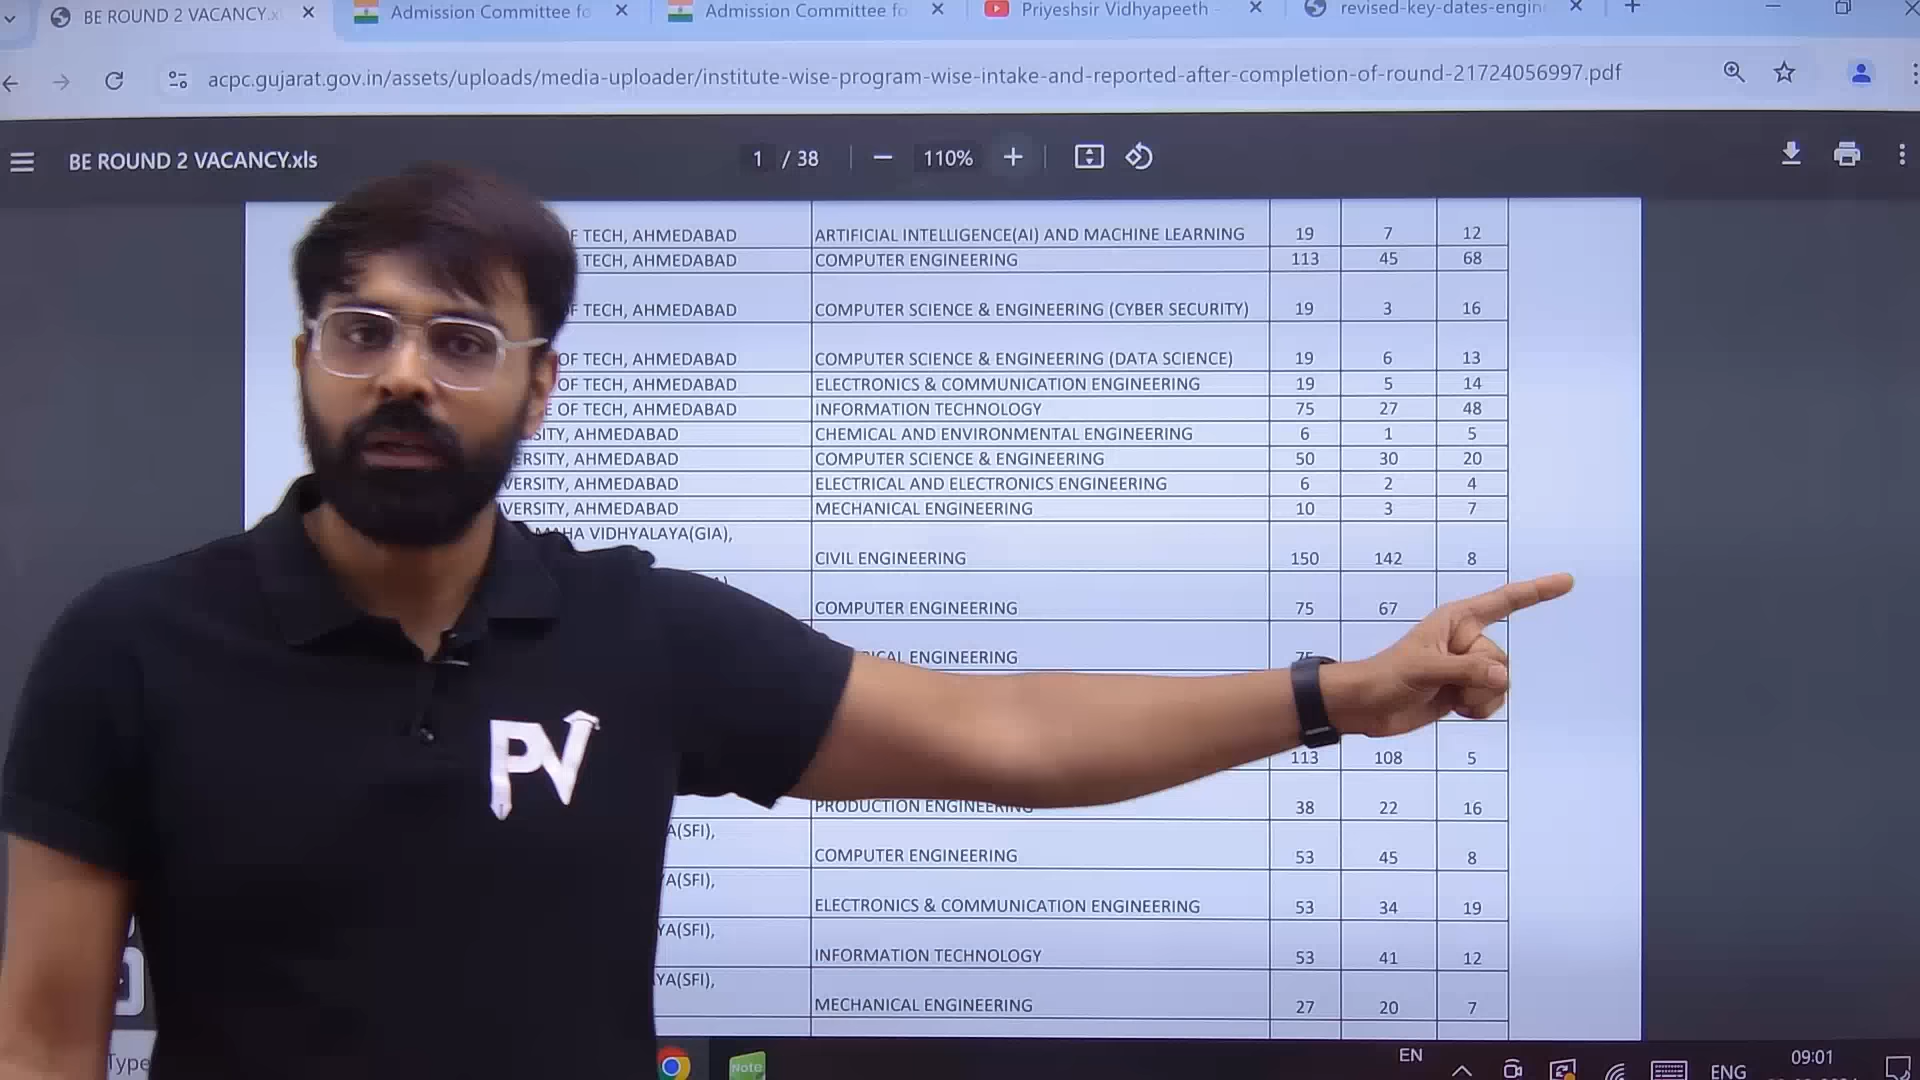 BE ROUND 2 VACANCY.x
Admission Committee fo
Admission Committee fo
Priyeshsir Vidhyapeeth -
revised-key-dates-engin
acpc.gujarat.gov.in/assets/uploads/media-uploader/institute-wise-program-wise-intake-and-reported-after-completion-of-round-21724056997.pdf
BE ROUND 2 VACANCY.xls
1 / 38
110%
F TECH, AHMEDABAD ARTIFICIAL INTELLIGENCE(AI) AND MACHINE LEARNING 19 7 12
TECH, AHMEDABAD COMPUTER ENGINEERING 113 45 68
F TECH, AHMEDABAD COMPUTER SCIENCE & ENGINEERING (CYBER SECURITY) 19 3 16
OF TECH, AHMEDABAD COMPUTER SCIENCE & ENGINEERING (DATA SCIENCE) 19 6 13
OF TECH, AHMEDABAD ELECTRONICS & COMMUNICATION ENGINEERING 19 5 14
E OF TECH, AHMEDABAD INFORMATION TECHNOLOGY 75 27 48
SITY, AHMEDABAD CHEMICAL AND ENVIRONMENTAL ENGINEERING 6 1 5
ERSITY, AHMEDABAD COMPUTER SCIENCE & ENGINEERING 50 30 20
VERSITY, AHMEDABAD ELECTRICAL AND ELECTRONICS ENGINEERING 6 2 4
VERSITY, AHMEDABAD MECHANICAL ENGINEERING 10 3 7
MAHA VIDHYALAYA(GIA),
CIVIL ENGINEERING 150 142 8
COMPUTER ENGINEERING 75 67
ICAL ENGINEERING 75
113 108 5
PRODUCTION ENGINEERING 38 22 16
A(SFI),
COMPUTER ENGINEERING 53 45 8
A(SFI),
ELECTRONICS & COMMUNICATION ENGINEERING 53 34 19
YA(SFI),
INFORMATION TECHNOLOGY 53 41 12
YA(SFI),
MECHANICAL ENGINEERING 27 20 7
PV
Type
Note
EN
ENG
09:01